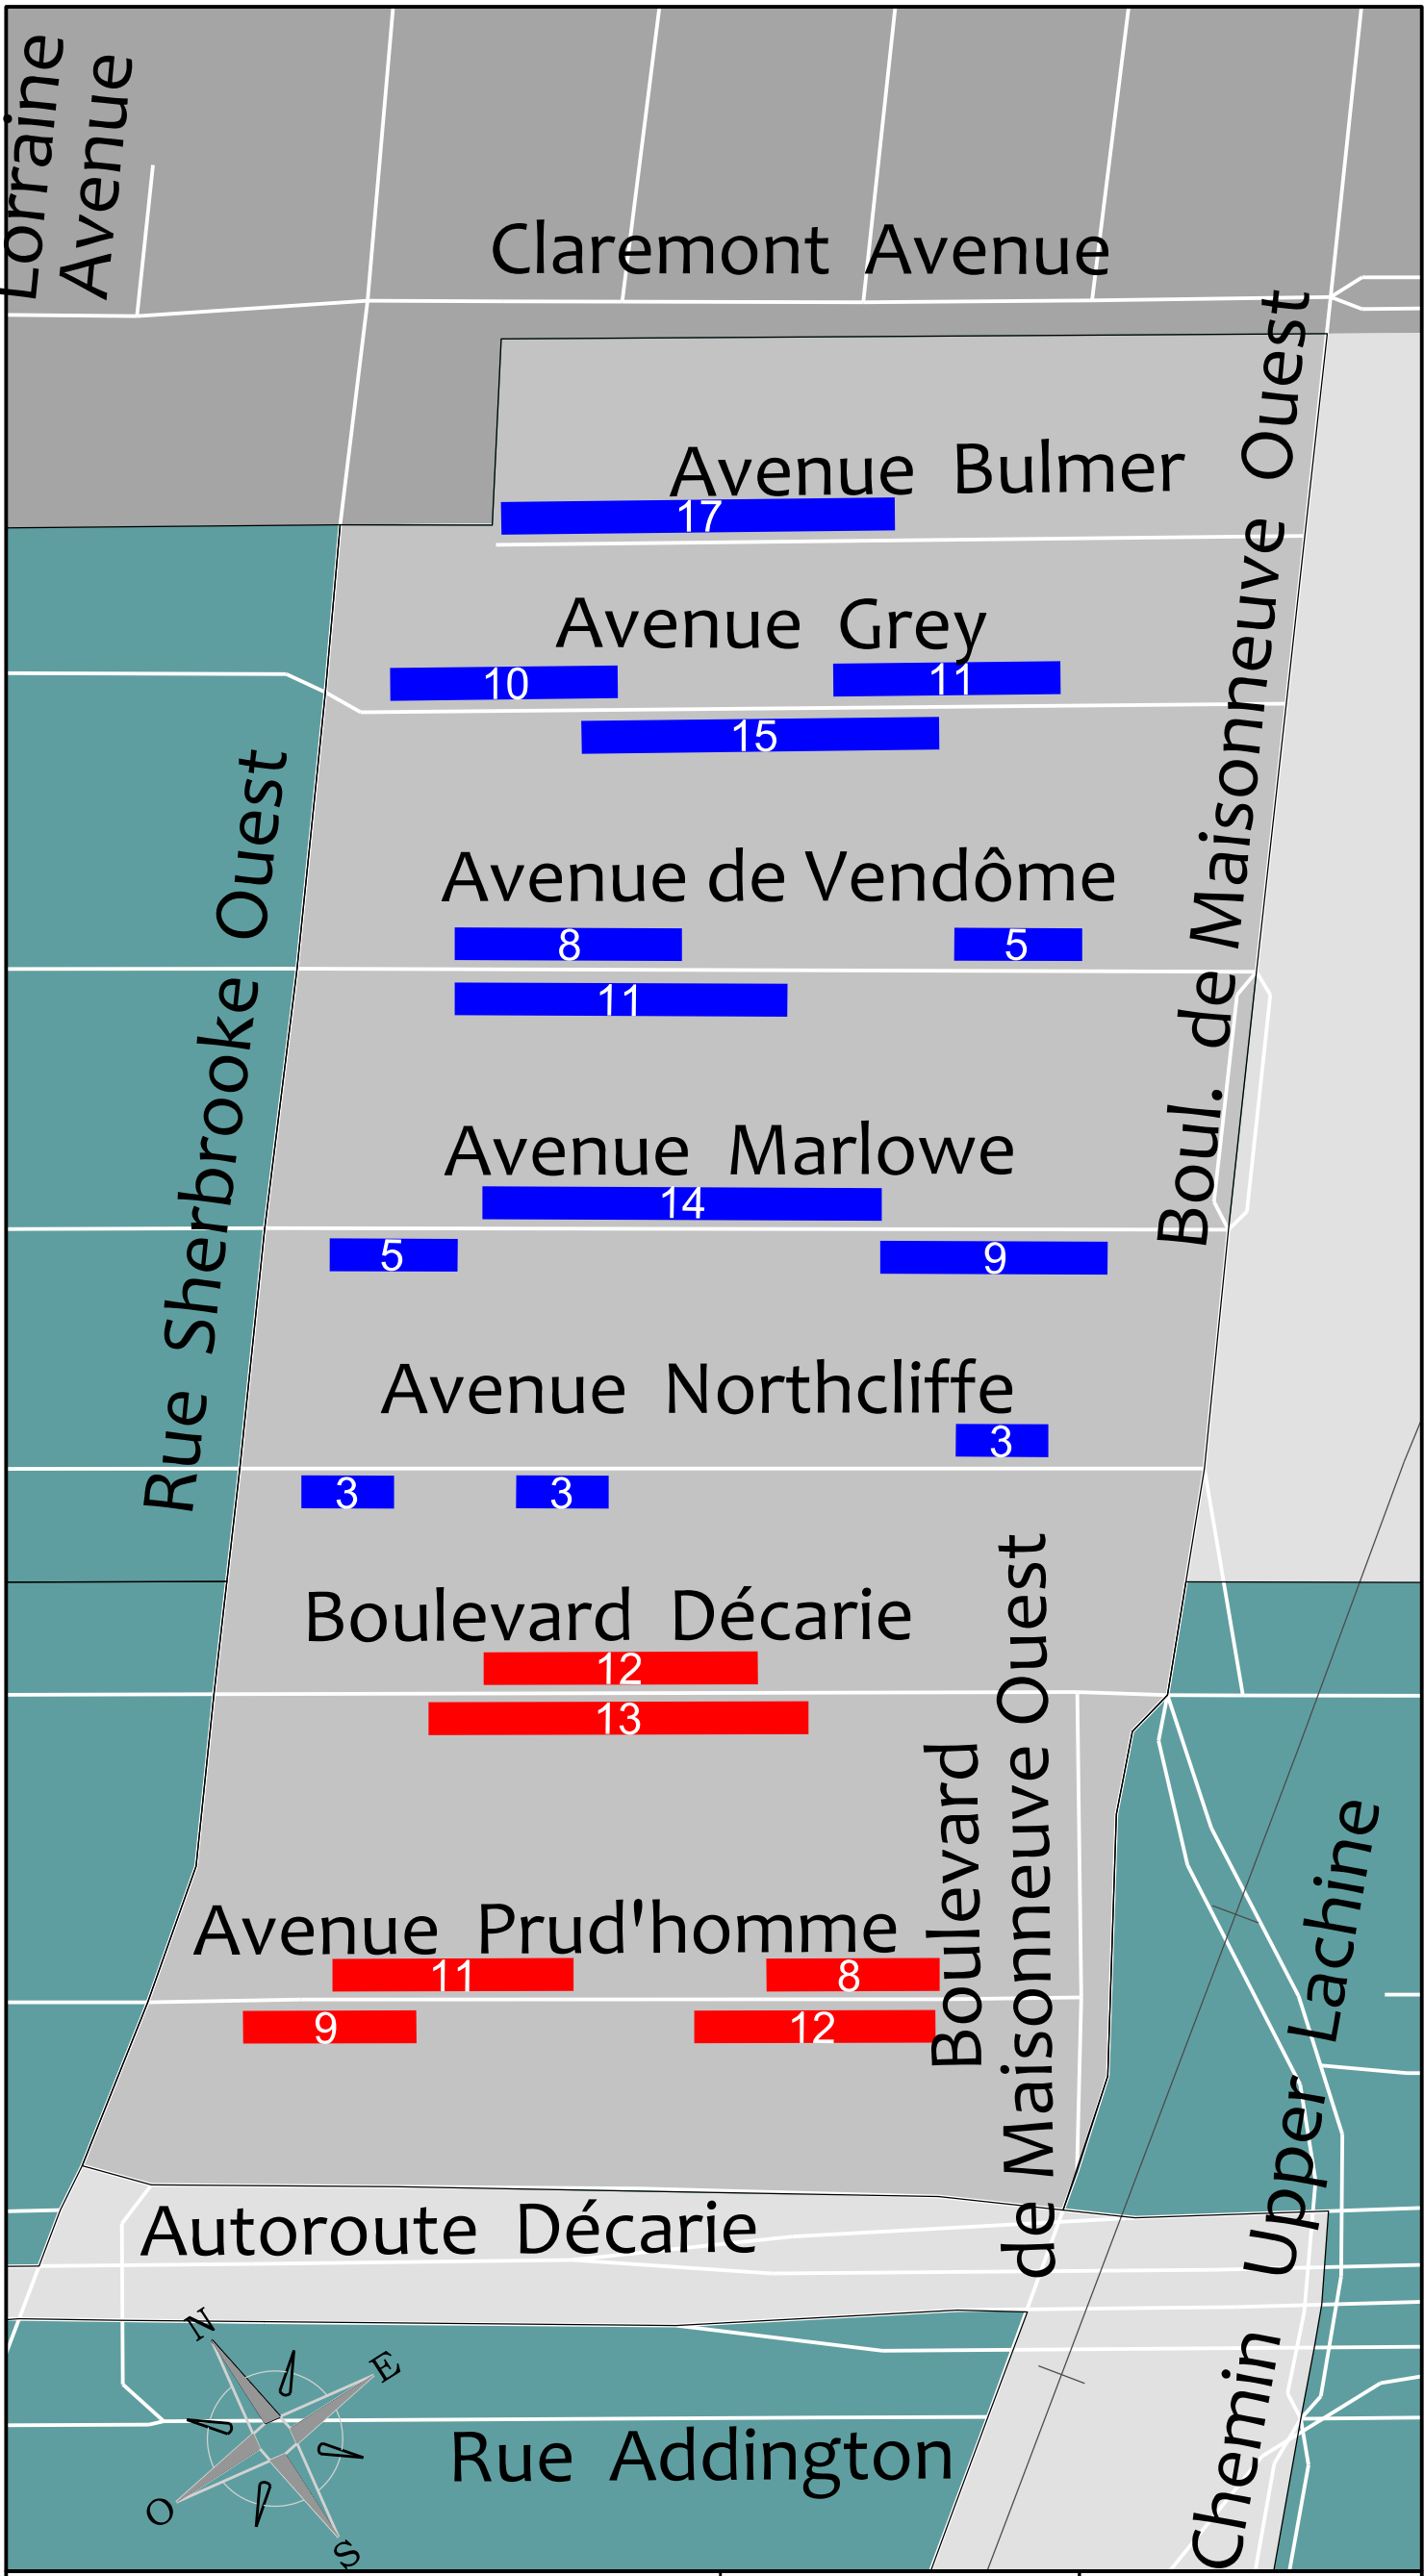 Lorraine
Avenue
Claremont Avenue
Avenue Bulmer
17
Avenue Grey
10
11
15
Boul. de Maisonneuve Ouest
Rue Sherbrooke Ouest
Avenue de Vendôme
8
5
11
Avenue Marlowe
14
5
9
Avenue Northcliffe
3
3
3
Boulevard Décarie
12
13
Boulevard
de Maisonneuve Ouest
Avenue Prud'homme
11
8
9
12
Chemin Upper Lachine
Autoroute Décarie
N
E
O
S
Rue Addington